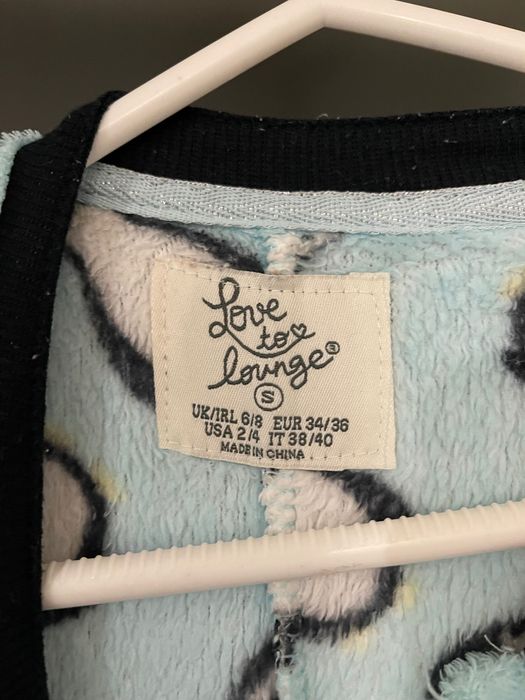 Love
to
lounge®
S
UK/IRL 6/8 EUR 34/36
USA 2/4 IT 38/40
MADE IN CHINA